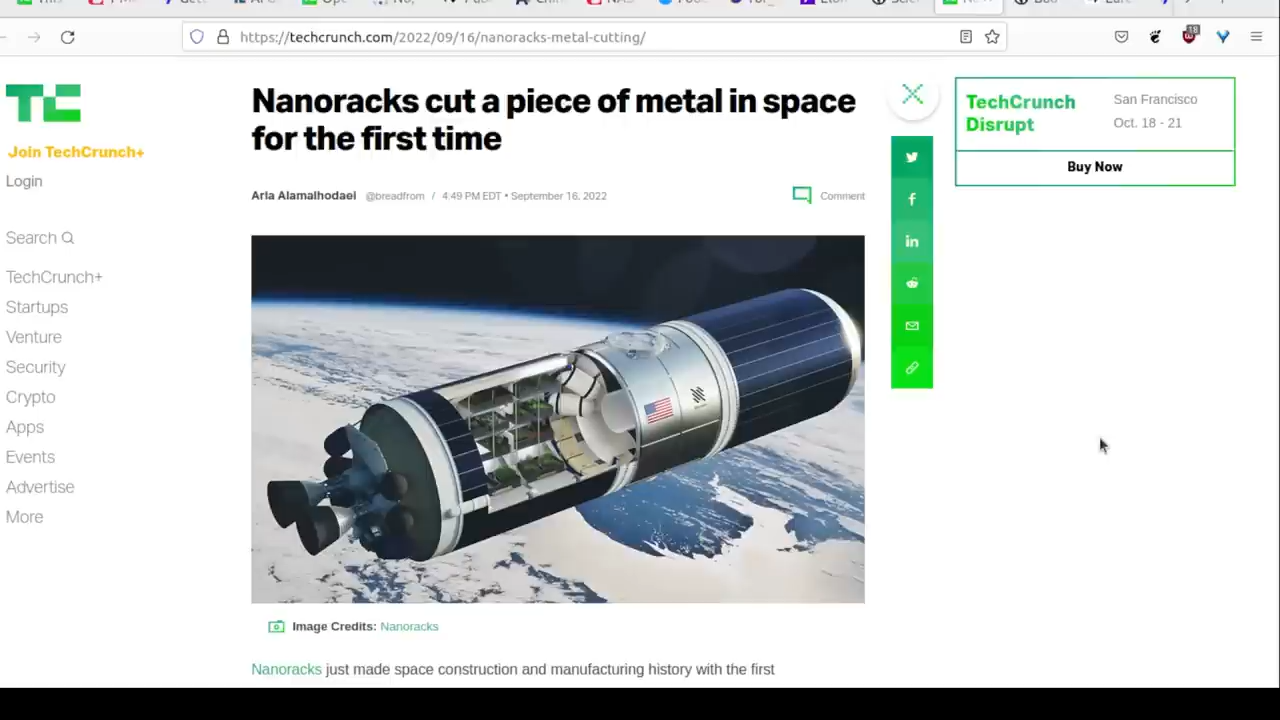 https://techcrunch.com/2022/09/16/nanoracks-metal-cutting/
18
TC
Join TechCrunch+
Login
Search
TechCrunch+
Startups
Venture
Security
Crypto
Apps
Events
Advertise
More
Nanoracks cut a piece of metal in space
for the first time
Aria Alamalhodaei @breadfrom / 4:49 PM EDT • September 16, 2022
Comment
Image Credits: Nanoracks
Nanoracks just made space construction and manufacturing history with the first
TechCrunch
Disrupt
San Francisco
Oct. 18 - 21
Buy Now